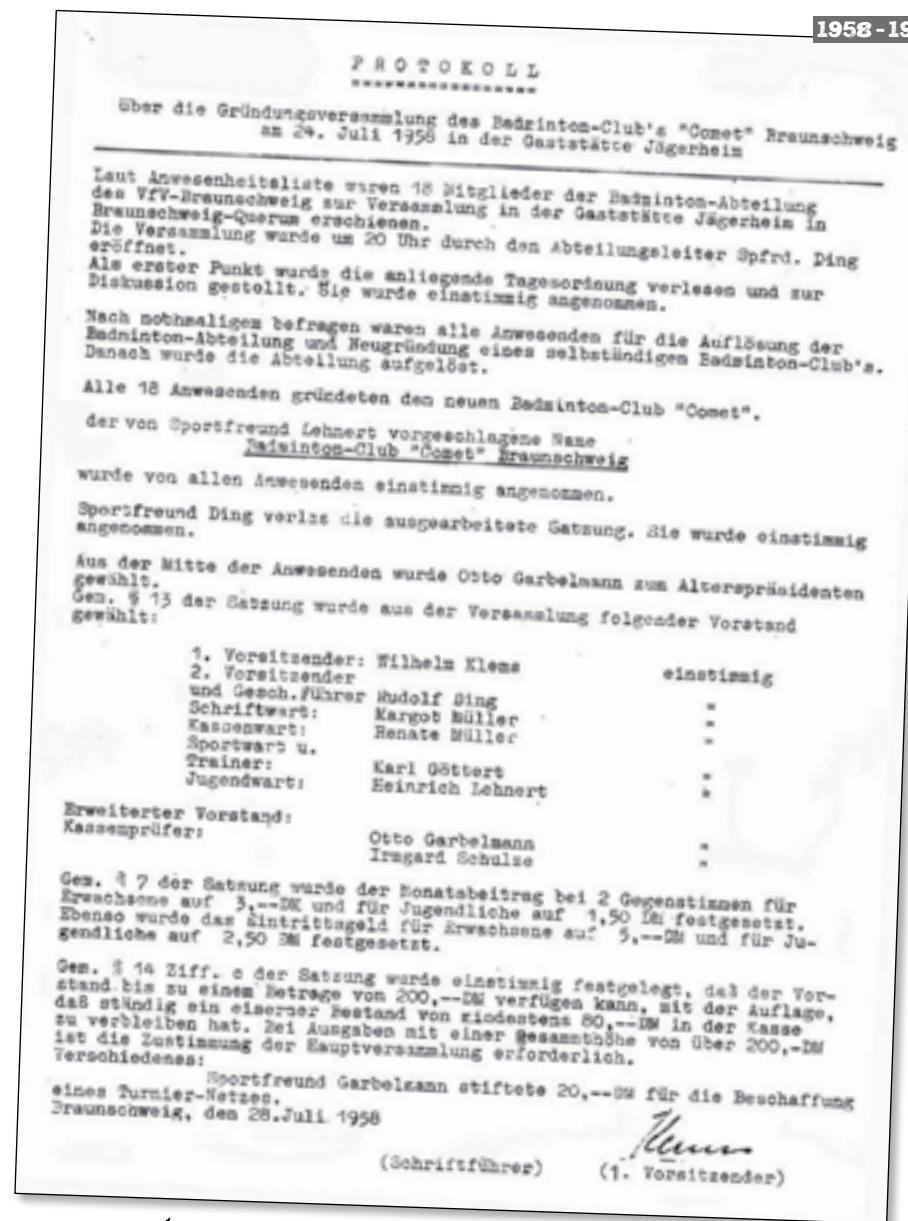 1958-19
PROTOKOLL
über die Gründungsversammlung des Badminton-Club's "Comet" Braunschweig
am 24. Juli 1958 in der Gaststätte Jägerheim
Laut Anwesenheitsliste waren 18 Mitglieder der Badminton-Abteilung
des VfV-Braunschweig zur Versammlung in der Gaststätte Jägerheim in
Braunschweig-Querum erschienen.
Die Versammlung wurde um 20 Uhr durch den Abteilungsleiter Spfrd. Ding
eröffnet.
Als erster Punkt wurde die anliegende Tagesordnung verlesen und zur
Diskussion gestellt. Sie wurde einstimmig angenommen.
Nach nochmaligem befragen waren alle Anwesenden für die Auflösung der
Badminton-Abteilung und Neugründung eines selbständigen Badminton-Club's.
Danach wurde die Abteilung aufgelöst.
Alle 18 Anwesenden gründeten den neuen Badminton-Club "Comet".
der von Sportfreund Lehnert vorgeschlagene Name
Badminton-Club "Comet" Braunschweig
wurde von allen Anwesenden einstimmig angenommen.
Sportfreund Ding verlas die ausgearbeitete Satzung. Sie wurde einstimmig
angenommen.
Aus der Mitte der Anwesenden wurde Otto Garbelmann zum Alterspräsidenten
gewählt.
Gem. § 13 der Satzung wurde aus der Versammlung folgender Vorstand
gewählt:
1. Vorsitzender: Wilhelm Klems einstimmig
2. Vorsitzender
und Gesch.Führer Rudolf Ding "
Schriftwart: Margot Müller "
Kassenwart: Renate Müller "
Sportwart u.
Trainer: Karl Göttert "
Jugendwart: Heinrich Lehnert "
Erweiterter Vorstand:
Kassenprüfer: Otto Garbelmann "
Irmgard Schulze "
Gem. § 7 der Satzung wurde der Monatsbeitrag bei 2 Gegenstimmen für
Erwachsene auf 3,--DM und für Jugendliche auf 1,50 DM festgesetzt.
Ebenso wurde das Eintrittsgeld für Erwachsene auf 5,--DM und für Ju-
gendliche auf 2,50 DM festgesetzt.
Gem. § 14 Ziff. c der Satzung wurde einstimmig festgelegt, daß der Vor-
stand bis zu einem Betrage von 200,--DM verfügen kann, mit der Auflage,
daß ständig ein eiserner Bestand von mindestens 80,--DM in der Kasse
zu verbleiben hat. Bei Ausgaben mit einer Gesamthöhe von über 200,-DM
ist die Zustimmung der Hauptversammlung erforderlich.
Verschiedenes:
Sportfreund Garbelmann stiftete 20,--DM für die Beschaffung
eines Turnier-Netzes.
Braunschweig, den 28.Juli 1958
(Schriftführer) (1. Vorsitzender)